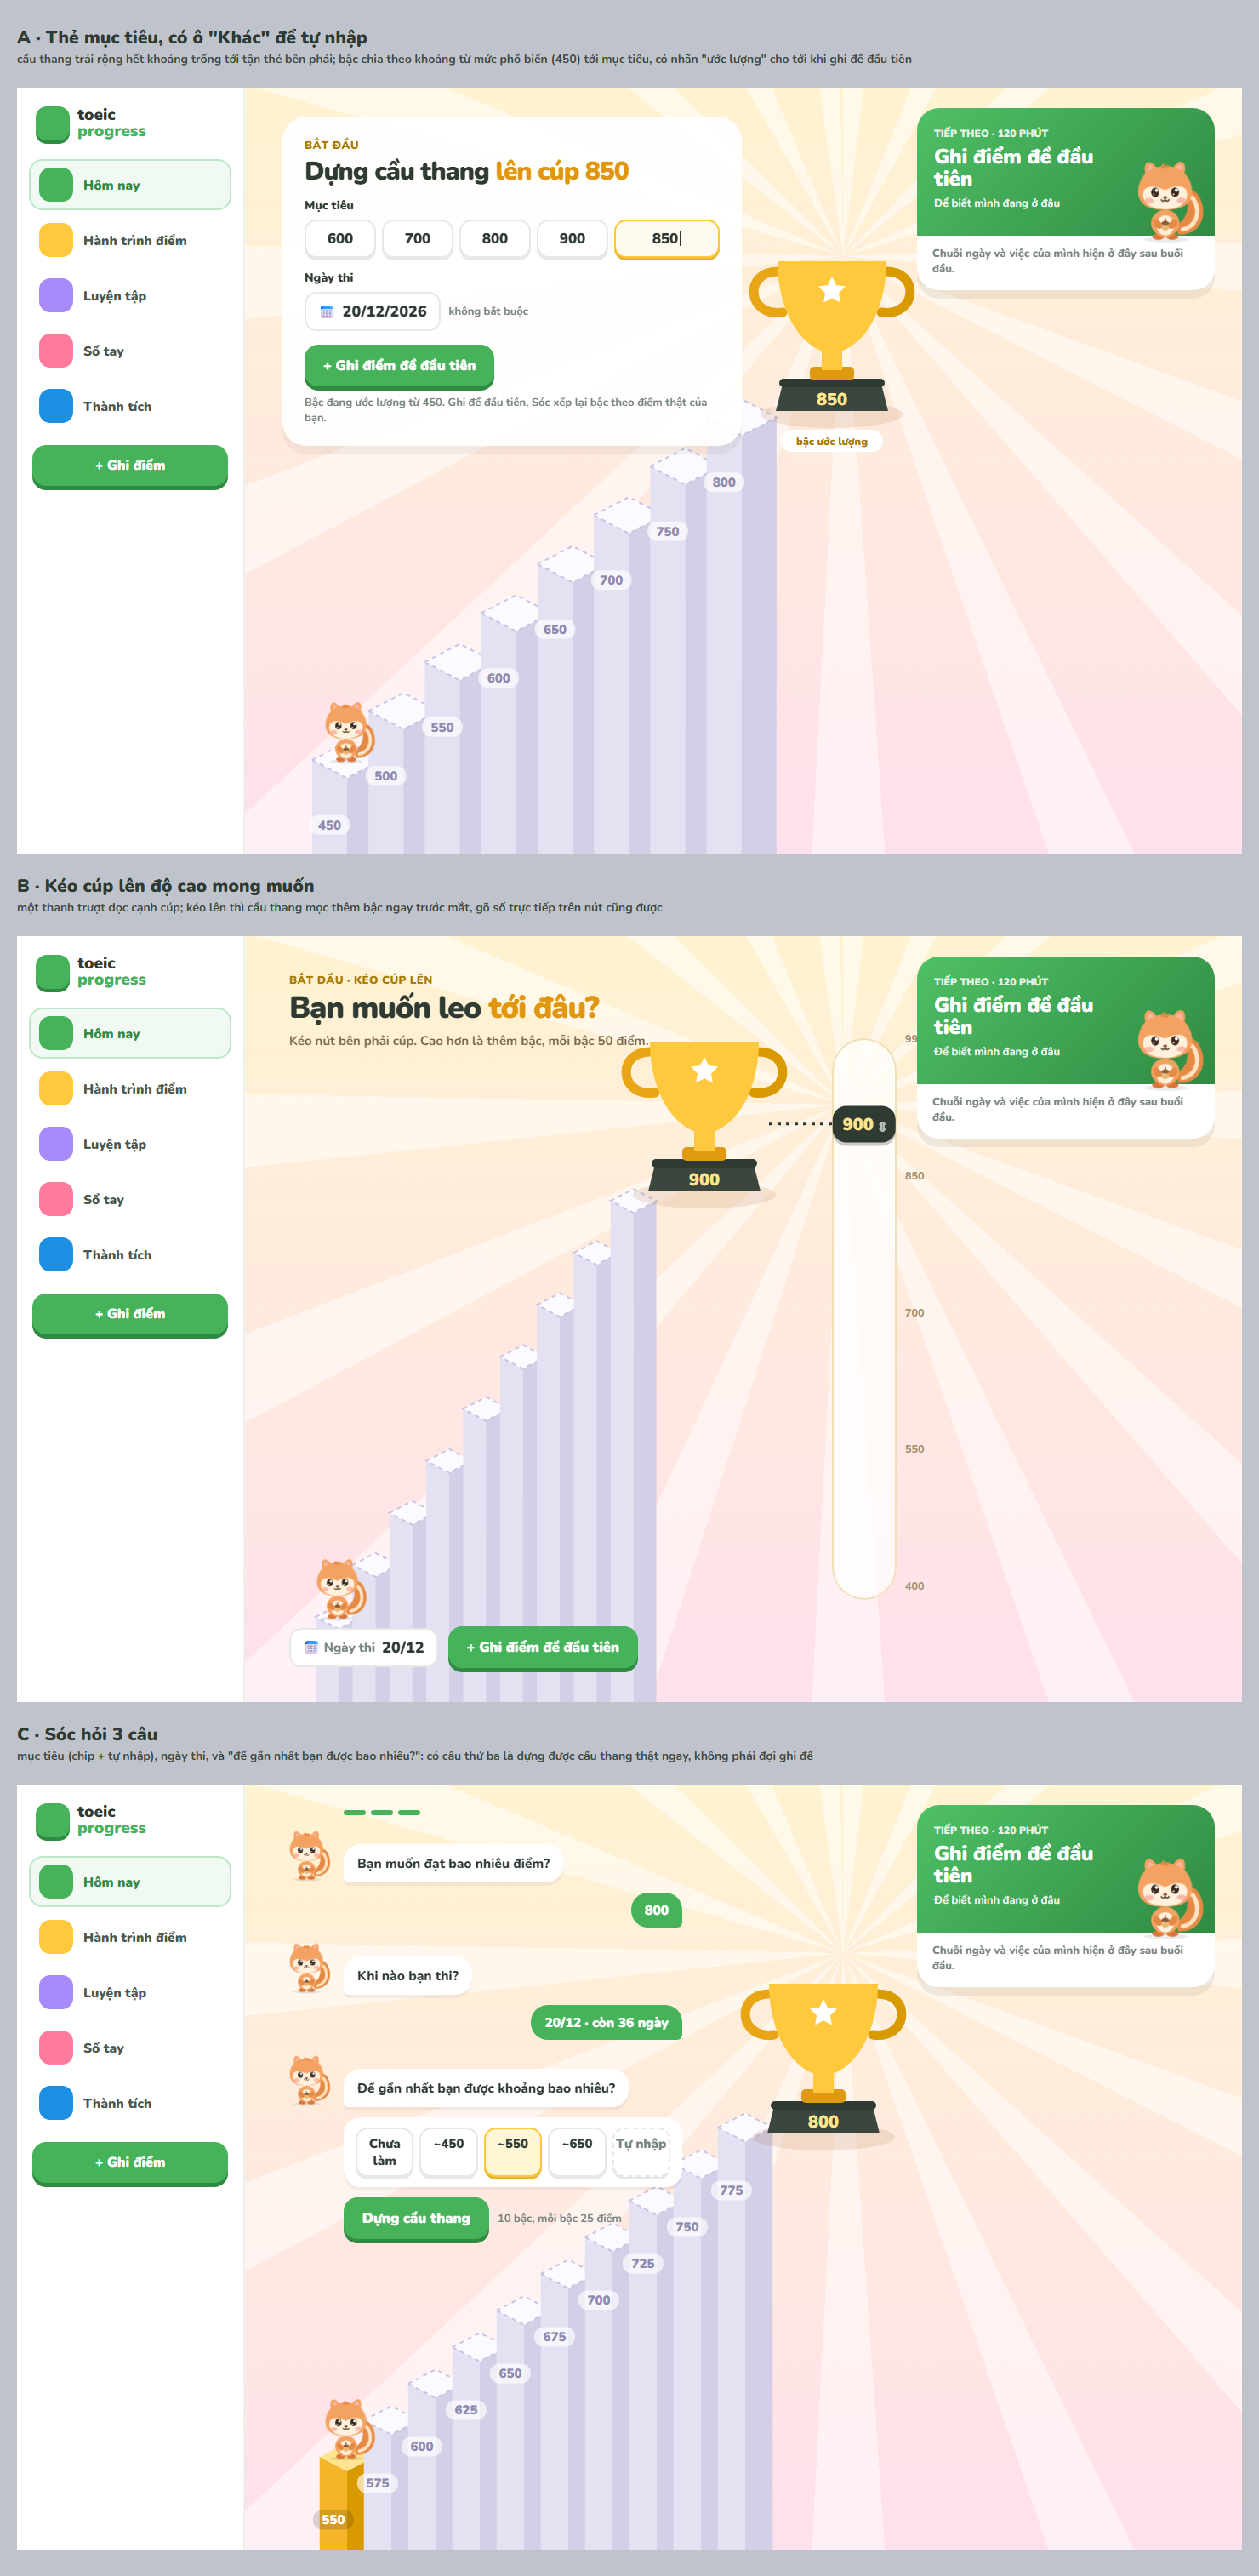 A · Thẻ mục tiêu, có ô "Khác" để tự nhập
cầu thang trải rộng hết khoảng trống tới tận thẻ bên phải; bậc chia theo khoảng từ mức phổ biến (450) tới mục tiêu, có nhãn "ước lượng" cho tới khi ghi đề đầu tiên
toeic
progress
Hôm nay
Hành trình điểm
Luyện tập
Sổ tay
Thành tích
+ Ghi điểm
BẮT ĐẦU
Dựng cầu thang lên cúp 850
Mục tiêu
600
700
800
900
850
Ngày thi
20/12/2026
không bắt buộc
+ Ghi điểm đề đầu tiên
Bậc đang ước lượng từ 450. Ghi đề đầu tiên, Sóc xếp lại bậc theo điểm thật của
bạn.
TIẾP THEO · 120 PHÚT
Ghi điểm đề đầu
tiên
Để biết mình đang ở đâu
Chuỗi ngày và việc của mình hiện ở đây sau buổi
đầu.
850
bậc ước lượng
800
750
700
650
600
550
500
450
B · Kéo cúp lên độ cao mong muốn
một thanh trượt dọc cạnh cúp; kéo lên thì cầu thang mọc thêm bậc ngay trước mắt, gõ số trực tiếp trên nút cũng được
toeic
progress
Hôm nay
Hành trình điểm
Luyện tập
Sổ tay
Thành tích
+ Ghi điểm
BẮT ĐẦU · KÉO CÚP LÊN
Bạn muốn leo tới đâu?
Kéo nút bên phải cúp. Cao hơn là thêm bậc, mỗi bậc 50 điểm.
900
99
900
850
700
550
400
TIẾP THEO · 120 PHÚT
Ghi điểm đề đầu
tiên
Để biết mình đang ở đâu
Chuỗi ngày và việc của mình hiện ở đây sau buổi
đầu.
Ngày thi 20/12
+ Ghi điểm đề đầu tiên
C · Sóc hỏi 3 câu
mục tiêu (chip + tự nhập), ngày thi, và "đề gần nhất bạn được bao nhiêu?": có câu thứ ba là dựng được cầu thang thật ngay, không phải đợi ghi đề
toeic
progress
Hôm nay
Hành trình điểm
Luyện tập
Sổ tay
Thành tích
+ Ghi điểm
Bạn muốn đạt bao nhiêu điểm?
800
Khi nào bạn thi?
20/12 · còn 36 ngày
Đề gần nhất bạn được khoảng bao nhiêu?
Chưa
làm
~450
~550
~650
Tự nhập
Dựng cầu thang
10 bậc, mỗi bậc 25 điểm
TIẾP THEO · 120 PHÚT
Ghi điểm đề đầu
tiên
Để biết mình đang ở đâu
Chuỗi ngày và việc của mình hiện ở đây sau buổi
đầu.
800
775
750
725
700
675
650
625
600
575
550